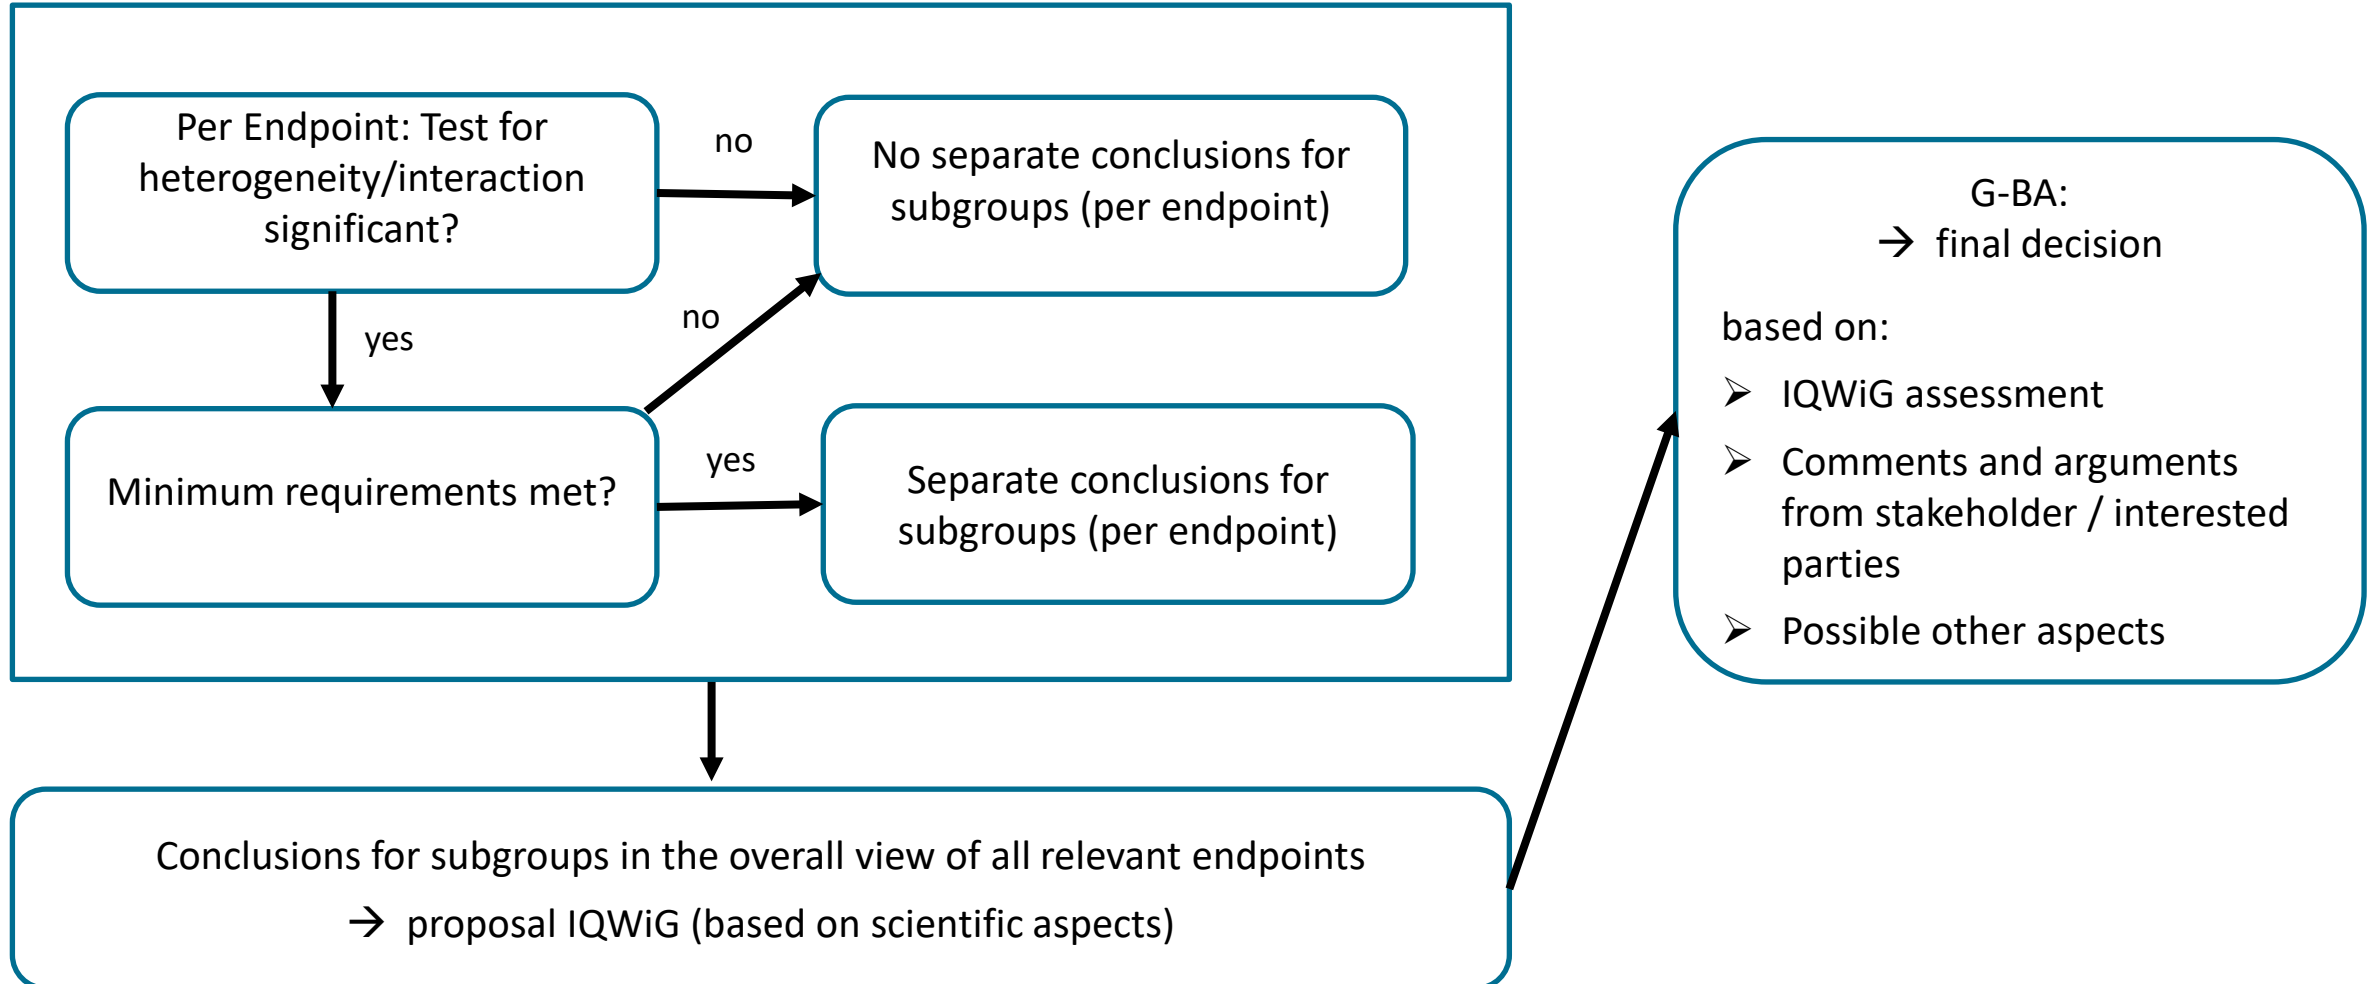 Per Endpoint: Test for
heterogeneity/interaction
significant?
no
No separate conclusions for
subgroups (per endpoint)
yes
no
Minimum requirements met?
yes
Separate conclusions for
subgroups (per endpoint)
Conclusions for subgroups in the overall view of all relevant endpoints
→ proposal IQWiG (based on scientific aspects)
G-BA:
→ final decision
based on:
➢ IQWiG assessment
➢ Comments and arguments
from stakeholder / interested
parties
➢ Possible other aspects